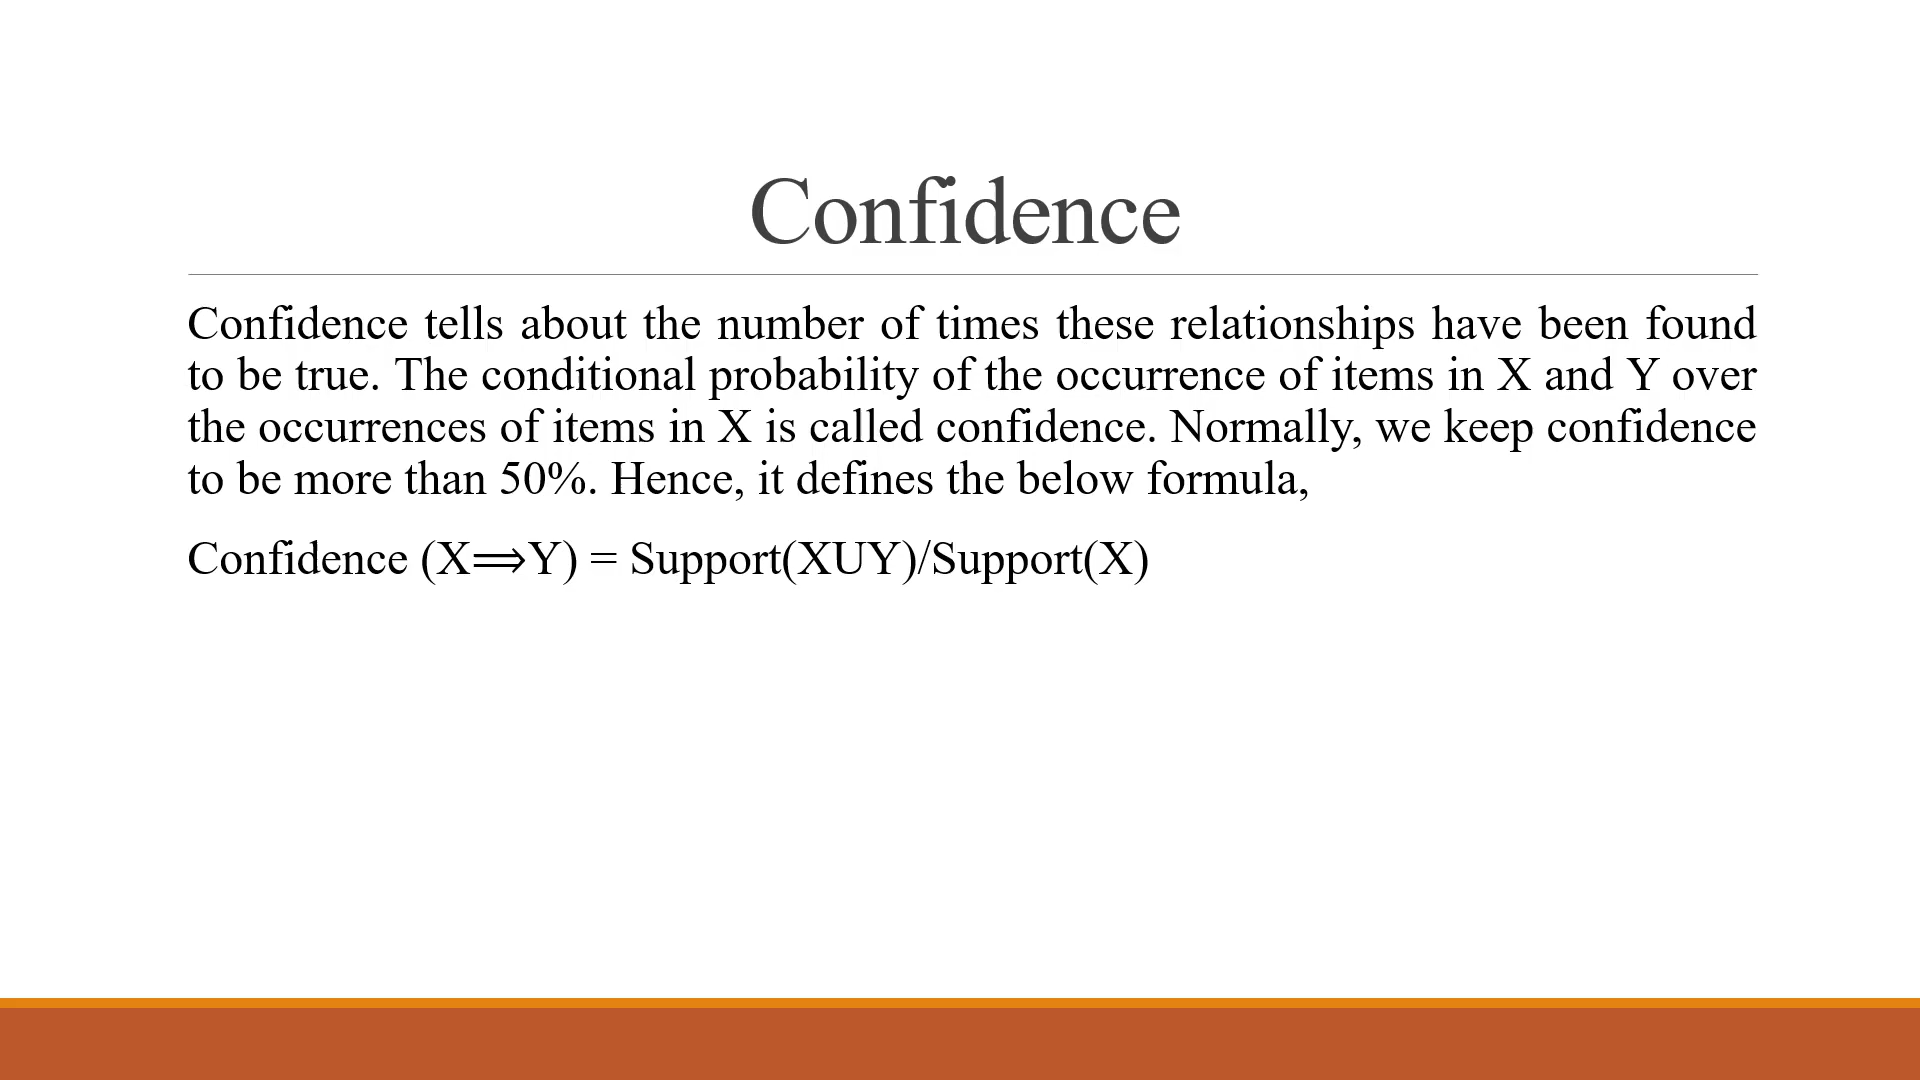 Confidence
Confidence tells about the number of times these relationships have been found
to be true. The conditional probability of the occurrence of items in X and Y over
the occurrences of items in X is called confidence. Normally, we keep confidence
to be more than 50%. Hence, it defines the below formula,
Confidence (X⟹Y) = Support(XUY)/Support(X)